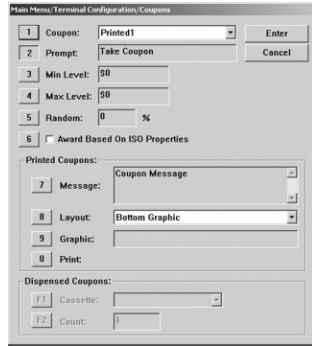 Main Menu/Terminal Configuration/Coupons
1 Coupon: Printed1 Enter
2 Prompt: Take Coupon Cancel
3 Min Level: $0
4 Max Level: $0
5 Random: 0 %
6 Award Based On ISO Properties
Printed Coupons:
7 Message: Coupon Message
8 Layout: Bottom Graphic
9 Graphic:
0 Print:
Dispensed Coupons:
F1 Cassette:
F2 Count: 1